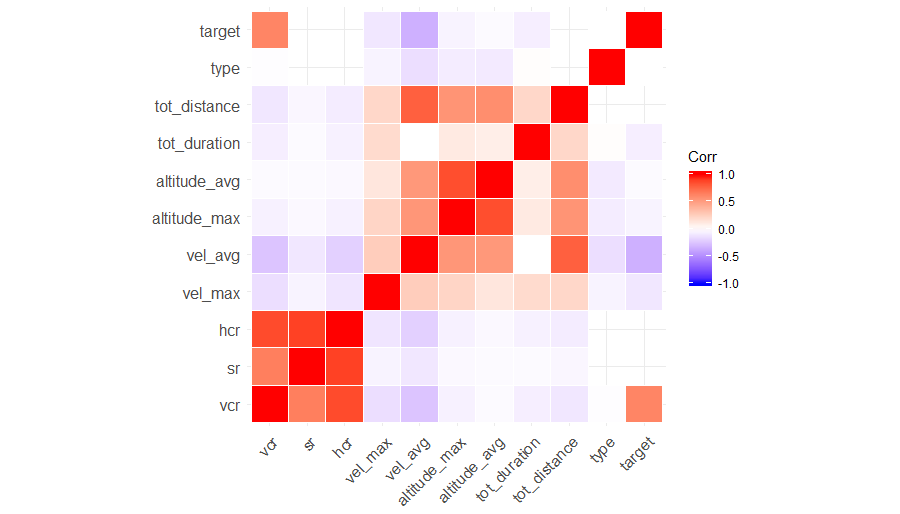 target
type
tot_distance
tot_duration
altitude_avg
altitude_max
vel_avg
vel_max
hcr
sr
vcr
vcr
sr
hcr
vel_max
vel_avg
altitude_max
altitude_avg
tot_duration
tot_distance
type
target
Corr
1.0
0.5
0.0
-0.5
-1.0